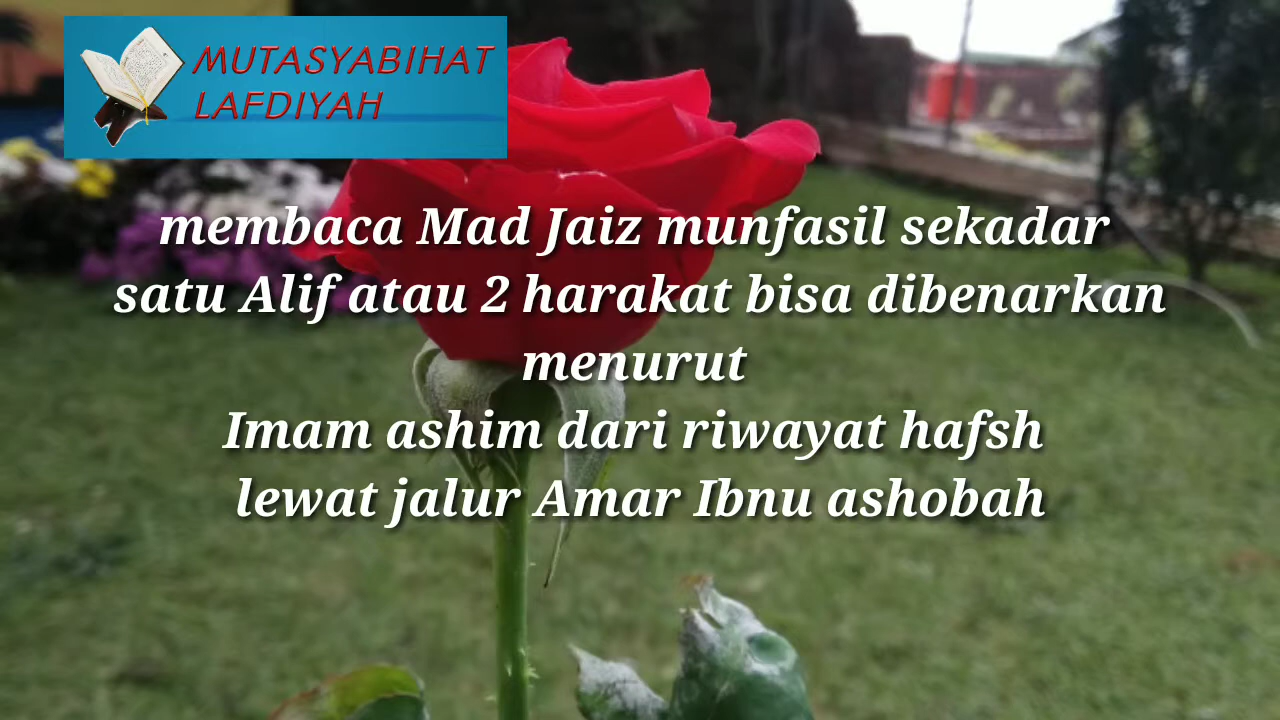 MUTASYABIHAT
LAFDIYAH
membaca Mad Jaiz munfasil sekadar
satu Alif atau 2 harakat bisa dibenarkan
menurut
Imam ashim dari riwayat hafsh
lewat jalur Amar Ibnu ashobah